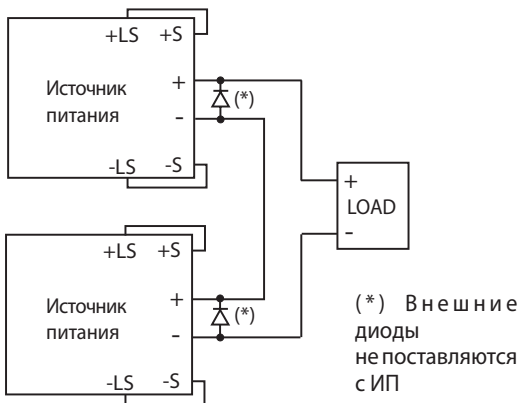 +LS +S
Источник
питания
+
-
(*)
-LS -S
+
LOAD
-
+LS +S
Источник
питания
+
-
(*)
-LS -S
(*) Внешние
диоды
не поставляются
с ИП